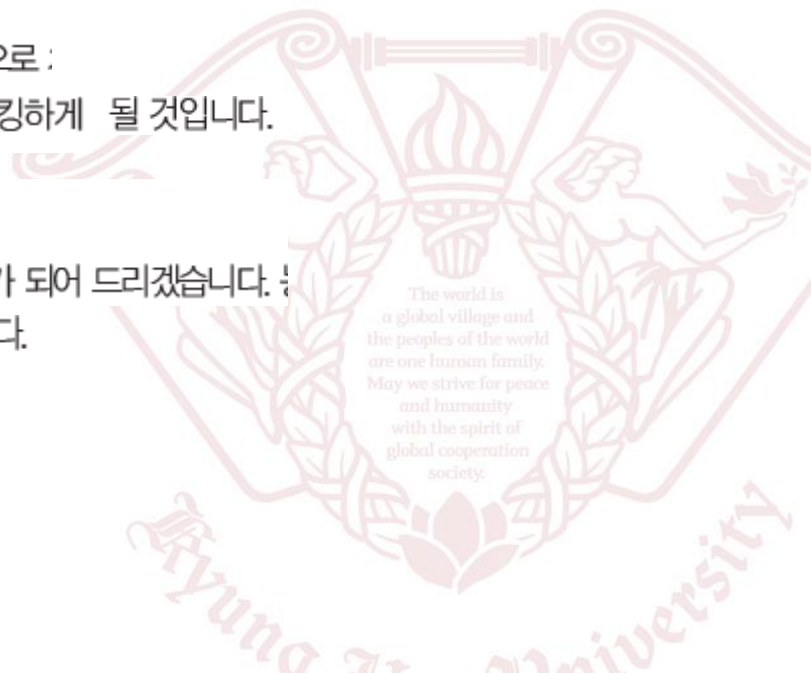 으로
킹하게 될 것입니다.
가 되어 드리겠습니다.
다.
The world is
a global village and
the peoples of the world
are one human family.
May we strive for peace
and humanity
with the spirit of
global cooperation
society.
Kyung University